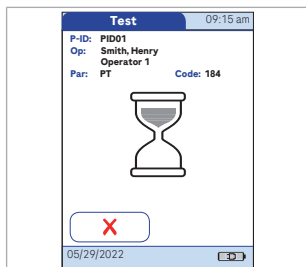 Test 09:15 am
P-ID: PID01
Op: Smith, Henry
Operator 1
Par: PT Code: 184
05/29/2022